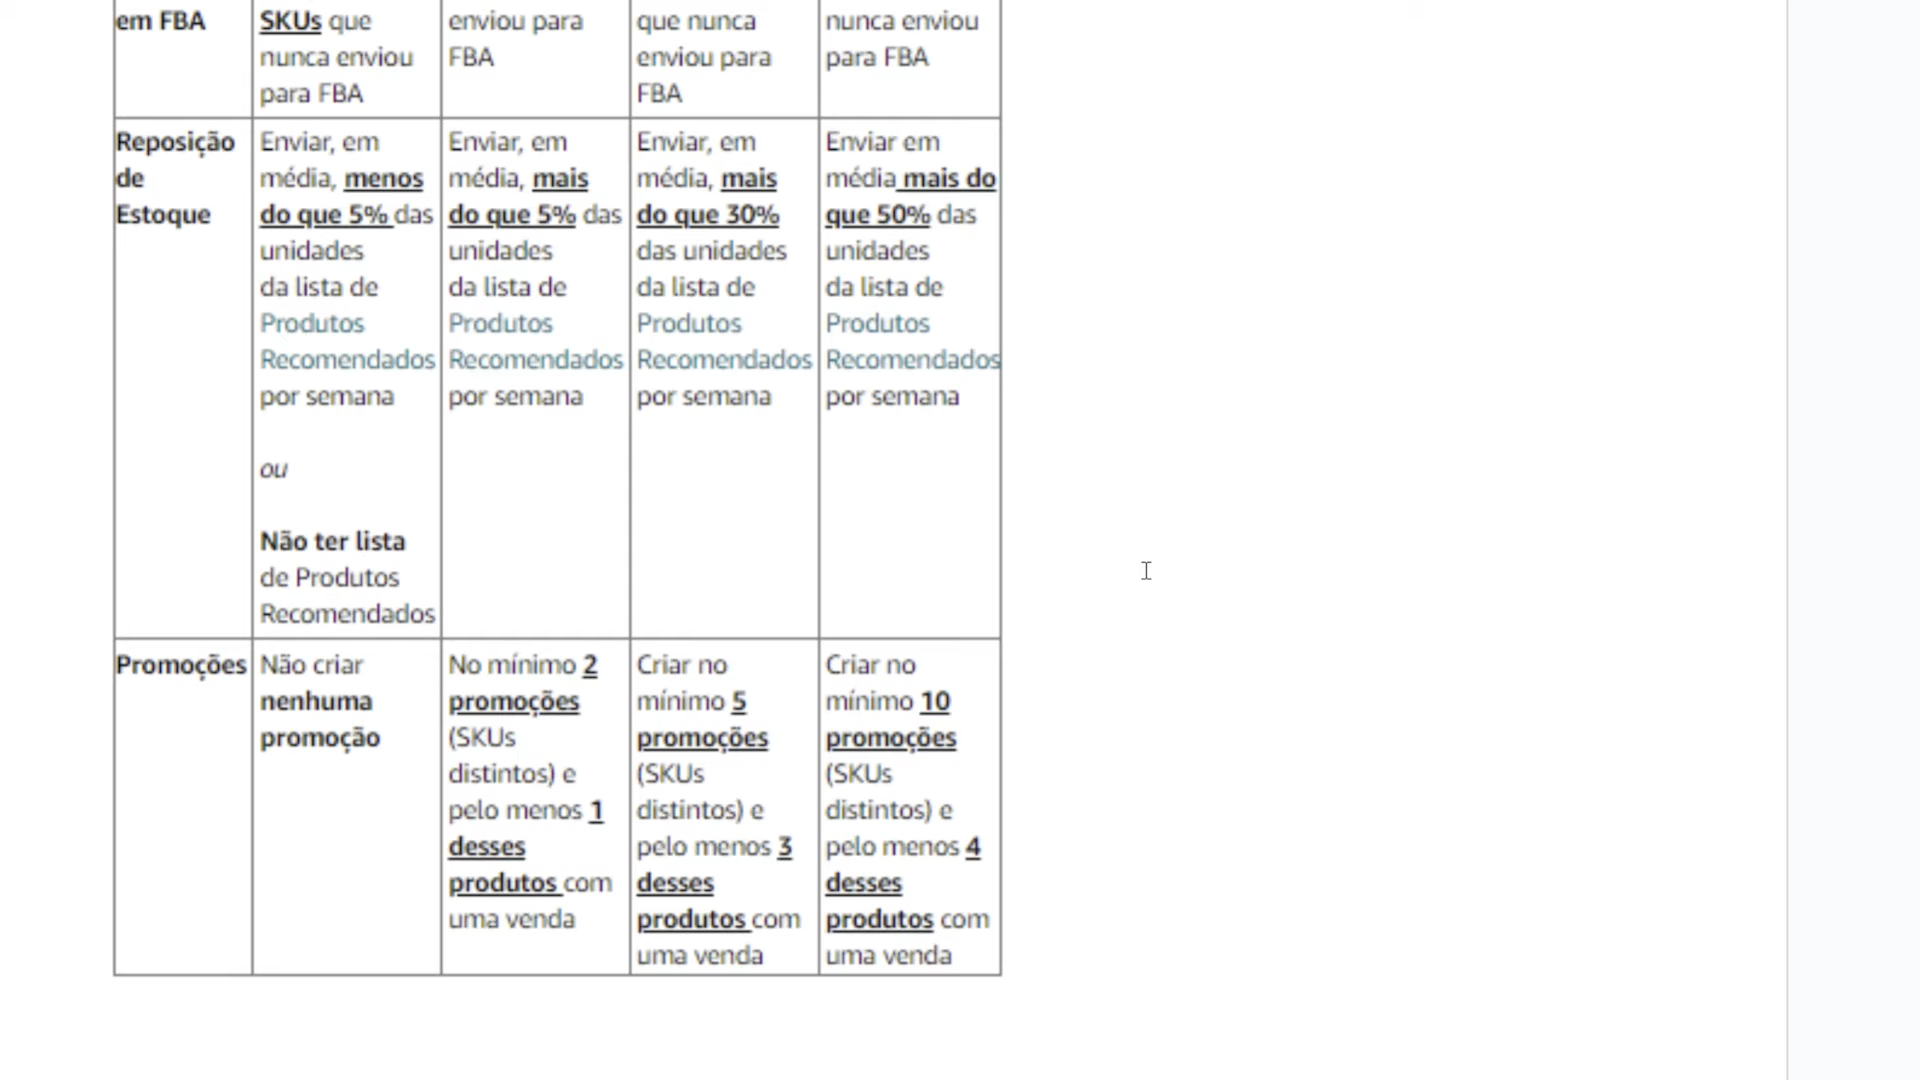 em FBA
SKUs que
nunca enviou
para FBA
enviou para
FBA
que nunca
enviou para
FBA
nunca enviou
para FBA
Reposição
de
Estoque
Enviar, em
média, menos
do que 5% das
unidades
da lista de
Produtos
Recomendados
por semana
ou
Não ter lista
de Produtos
Recomendados
Enviar, em
média, mais
do que 5% das
unidades
da lista de
Produtos
Recomendados
por semana
Enviar, em
média, mais
do que 30%
das unidades
da lista de
Produtos
Recomendados
por semana
Enviar em
média mais do
que 50% das
unidades
da lista de
Produtos
Recomendados
por semana
Promoções
Não criar
nenhuma
promoção
No mínimo 2
promoções
(SKUs
distintos) e
pelo menos 1
desses
produtos com
uma venda
Criar no
mínimo 5
promoções
(SKUs
distintos) e
pelo menos 3
desses
produtos com
uma venda
Criar no
mínimo 10
promoções
(SKUs
distintos) e
pelo menos 4
desses
produtos com
uma venda